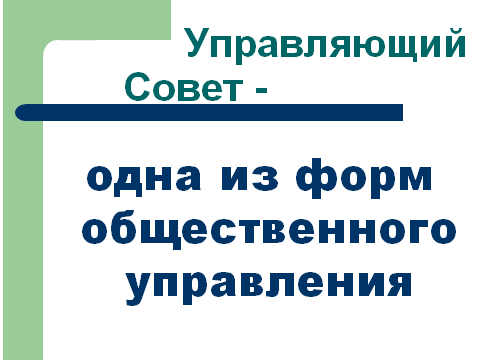 Управляющий
Совет -
одна из форм
общественного
управления